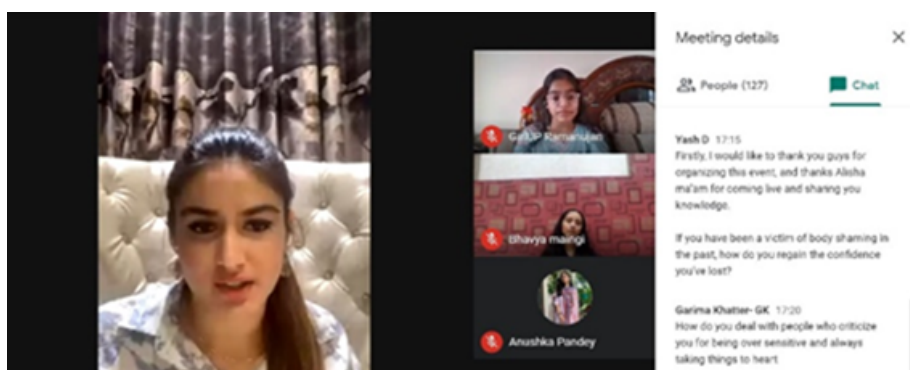 Meeting details
People (127)
Chat
GirlUP Ramanujan
Bhavya maingi
Anushka Pandey
Yash D 17:15
Firstly, I would like to thank you guys for
organizing this event, and thanks Alisha
ma'am for coming live and sharing you
knowledge.
If you have been a victim of body shaming in
the past, how do you regain the confidence
you've lost?
Garima Khatter- GK 17:20
How do you deal with people who criticize
you for being over sensitive and always
taking things to heart